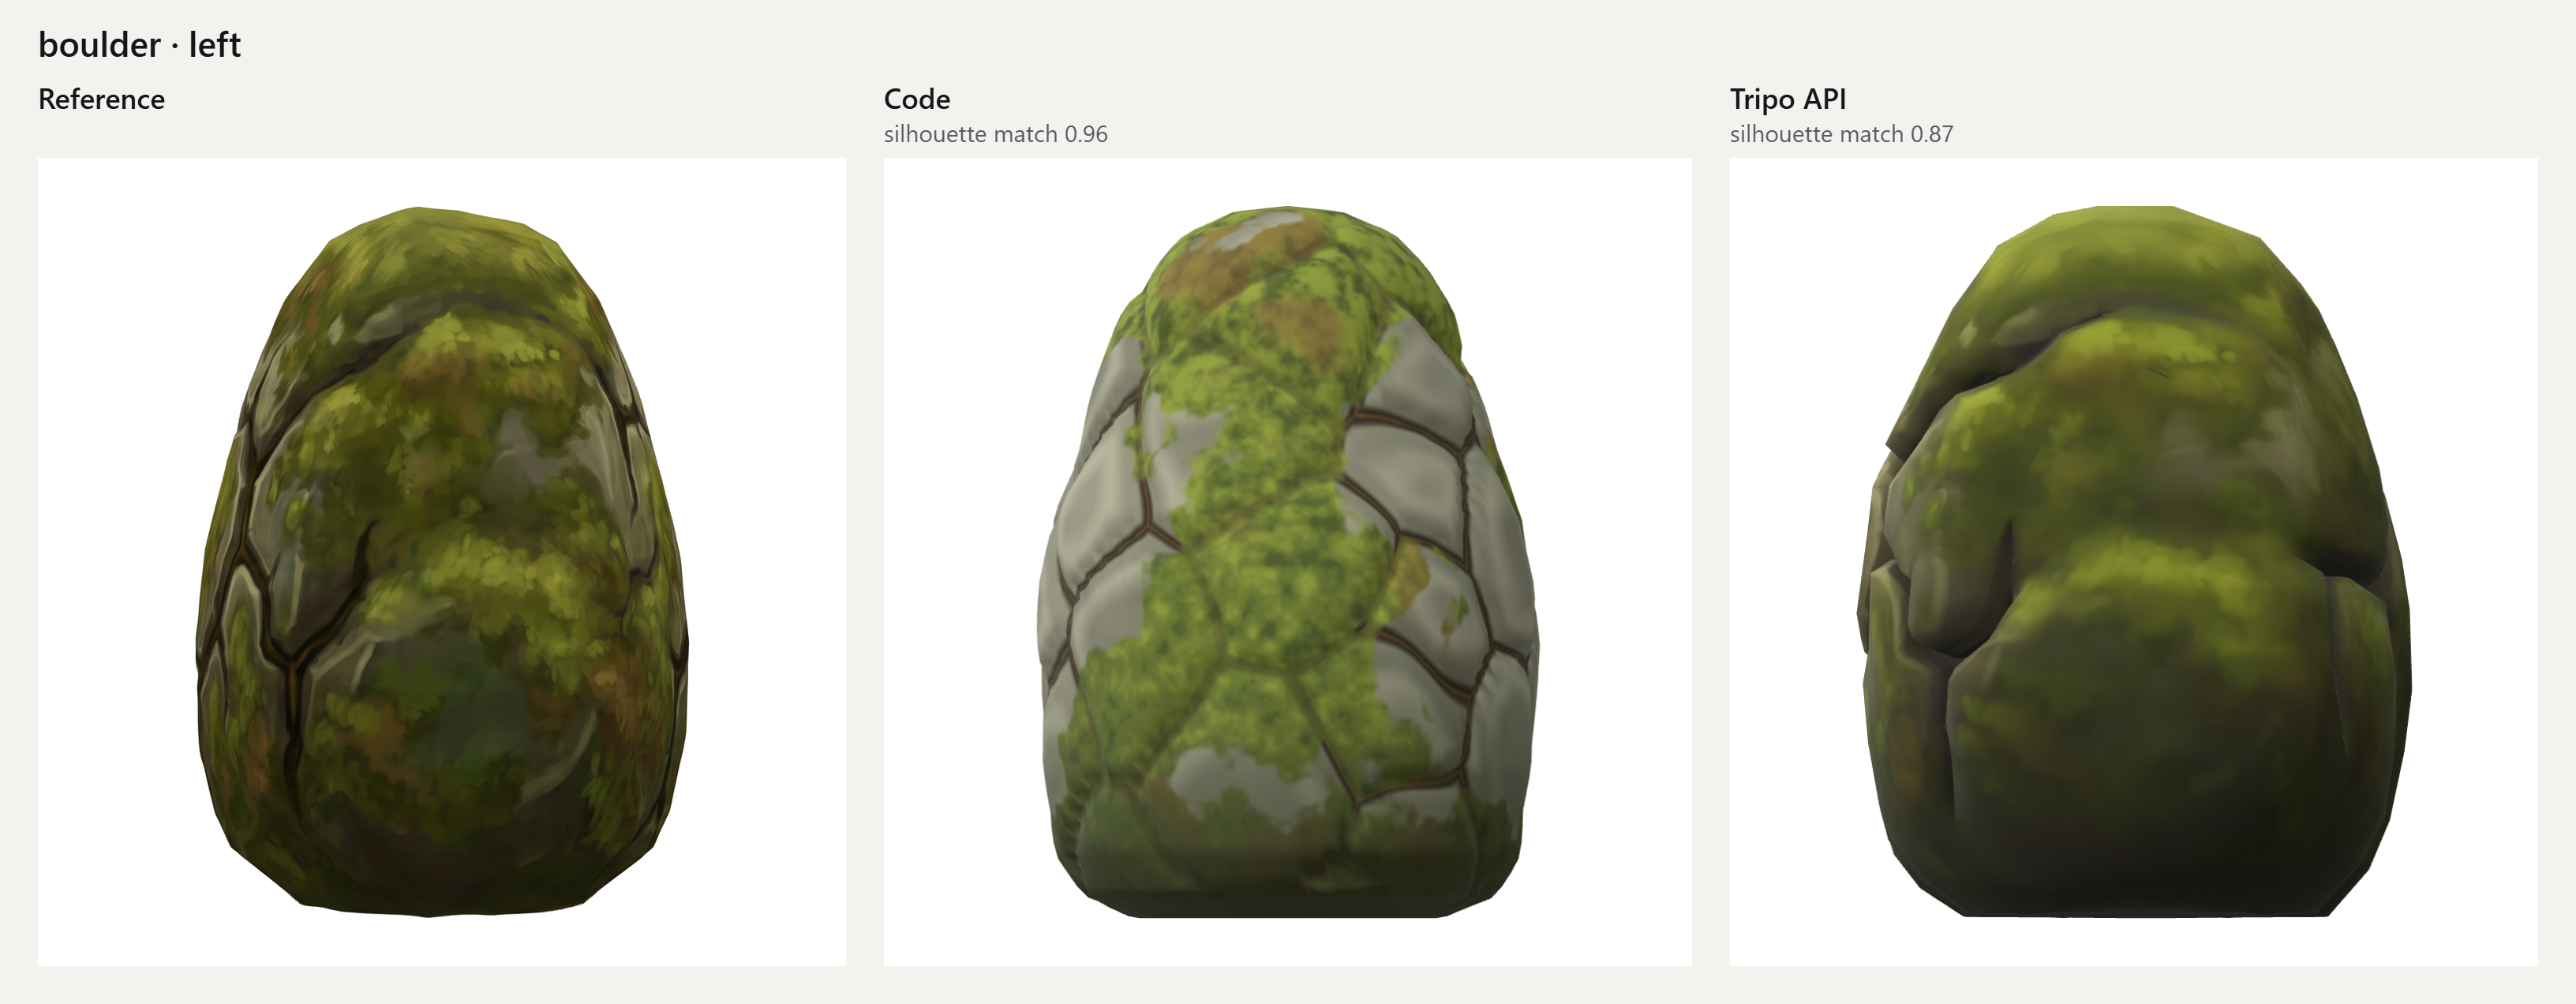 boulder · left
Reference
Code
silhouette match 0.96
Tripo API
silhouette match 0.87